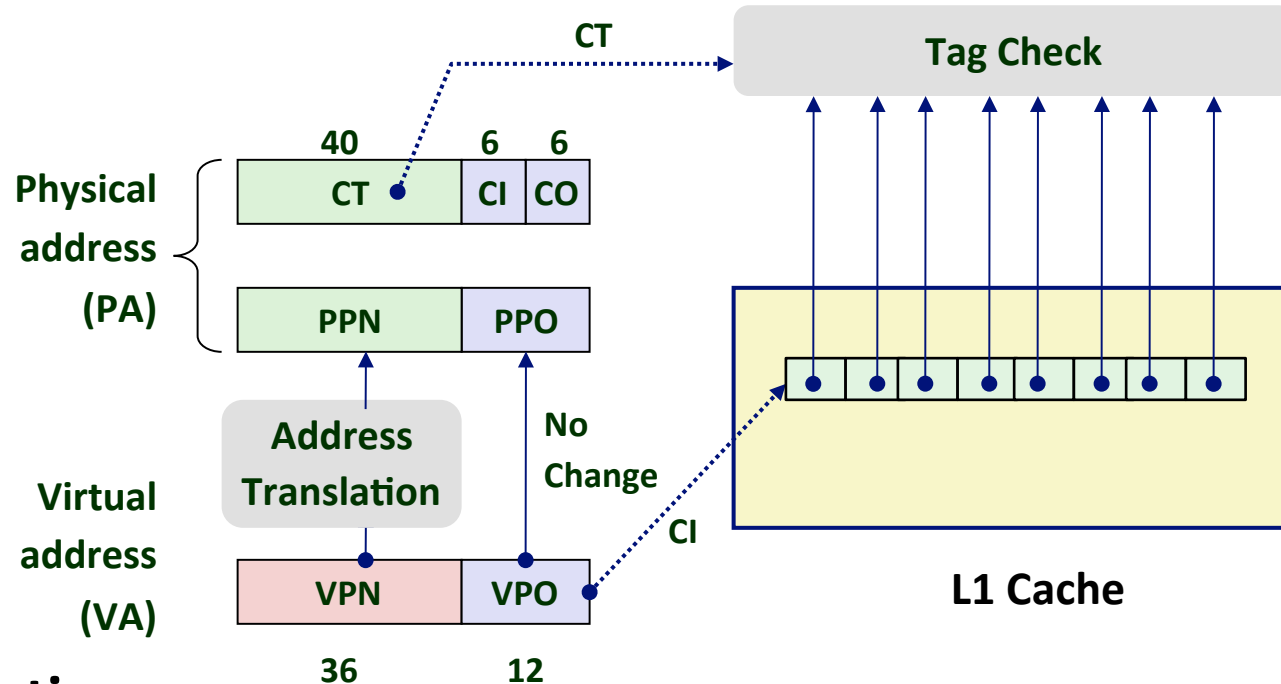 CT
Tag Check
40
6
6
CT
CI
CO
Physical
address
(PA)
PPN
PPO
Address
Translation
No
Change
Virtual
address
(VA)
CI
VPN
VPO
L1 Cache
36
12